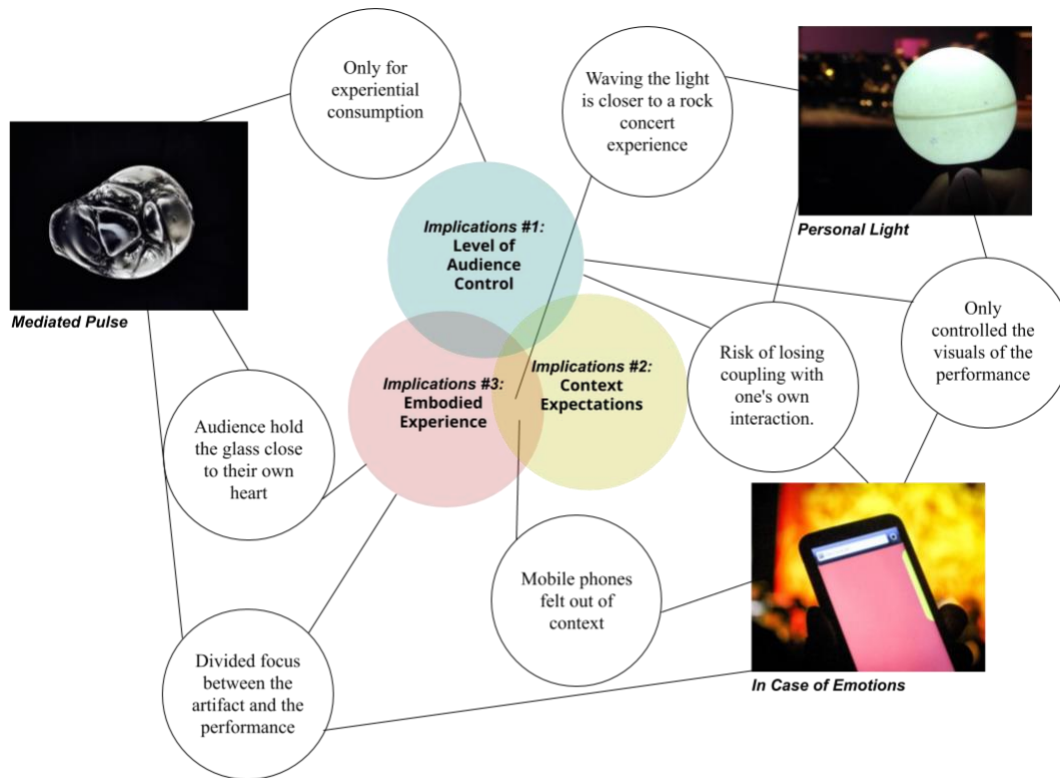 Only for
experiential
consumption
Waving the light
is closer to a rock
concert
experience
Personal Light
Implications #1:
Level of
Audience
Control
Mediated Pulse
Only
controlled the
visuals of the
performance
Risk of losing
coupling with
one's own
interaction.
Implications #2:
Context
Expectations
Implications #3:
Embodied
Experience
Audience hold
the glass close
to their own
heart
Mobile phones
felt out of
context
Divided focus
between the
artifact and the
performance
In Case of Emotions